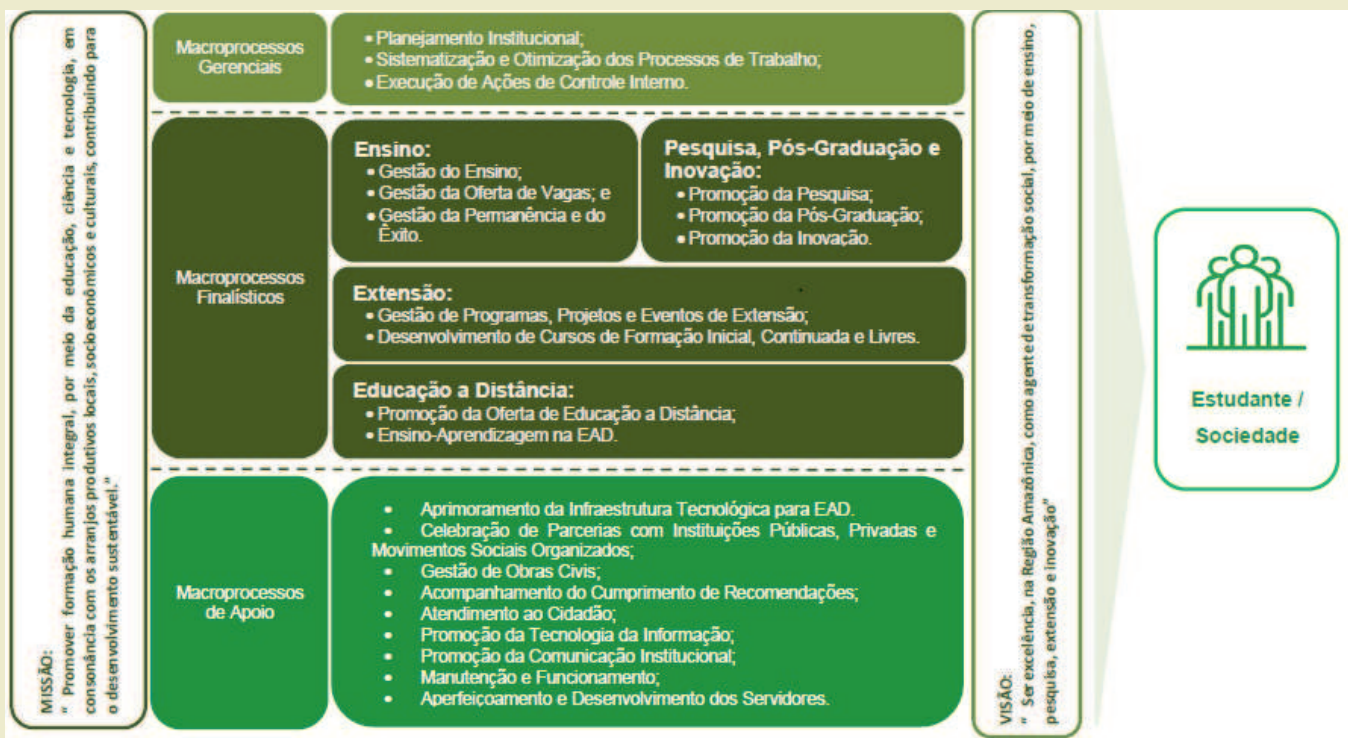 MISSÃO:
“ Promover formação humana integral, por meio da educação, ciência e tecnologia, em
consonância com os arranjos produtivos locais, socioeconômicos e culturais, contribuindo para
o desenvolvimento sustentável.”
Macroprocessos
Gerenciais
• Planejamento Institucional;
• Sistematização e Otimização dos Processos de Trabalho;
• Execução de Ações de Controle Interno.
Macroprocessos
Finalísticos
Ensino:
• Gestão do Ensino;
• Gestão da Oferta de Vagas; e
• Gestão da Permanência e do
Êxito.
Pesquisa, Pós-Graduação e
Inovação:
• Promoção da Pesquisa;
• Promoção da Pós-Graduação;
• Promoção da Inovação.
Extensão:
• Gestão de Programas, Projetos e Eventos de Extensão;
• Desenvolvimento de Cursos de Formação Inicial, Continuada e Livres.
Educação a Distância:
• Promoção da Oferta de Educação a Distância;
• Ensino-Aprendizagem na EAD.
Macroprocessos
de Apoio
• Aprimoramento da Infraestrutura Tecnológica para EAD.
• Celebração de Parcerias com Instituições Públicas, Privadas e
Movimentos Sociais Organizados;
• Gestão de Obras Civis;
• Acompanhamento do Cumprimento de Recomendações;
• Atendimento ao Cidadão;
• Promoção da Tecnologia da Informação;
• Promoção da Comunicação Institucional;
• Manutenção e Funcionamento;
• Aperfeiçoamento e Desenvolvimento dos Servidores.
VISÃO:
“ Ser excelência, na Região Amazônica, como agente de transformação social, por meio de ensino,
pesquisa, extensão e inovação”
Estudante /
Sociedade